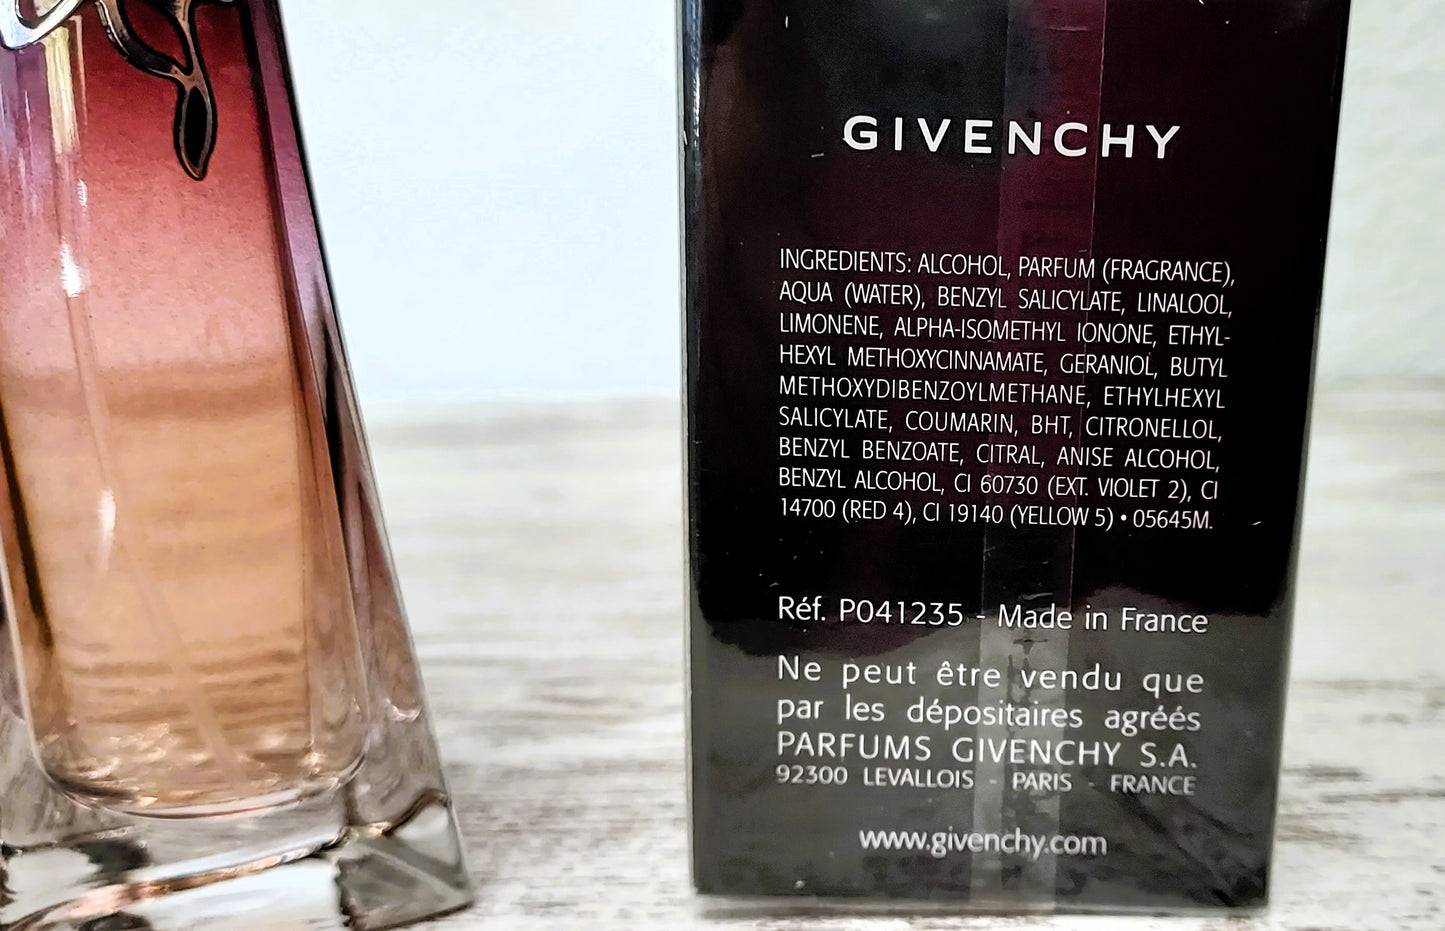 GIVENCHY
INGREDIENTS: ALCOHOL, PARFUM (FRAGRANCE),
AQUA (WATER), BENZYL SALICYLATE, LINALOOL,
LIMONENE, ALPHA-ISOMETHYL IONONE, ETHYL-
HEXYL METHOXYCINNAMATE, GERANIOL, BUTYL
METHOXYDIBENZOYLMETHANE, ETHYLHEXYL
SALICYLATE, COUMARIN, BHT, CITRONELLOL,
BENZYL BENZOATE, CITRAL, ANISE ALCOHOL,
BENZYL ALCOHOL, CI 60730 (EXT. VIOLET 2), CI
14700 (RED 4), CI 19140 (YELLOW 5) • 05645M.
Réf. P041235 - Made in France
Ne peut être vendu que
par les dépositaires agréés
PARFUMS GIVENCHY S.A.
92300 LEVALLOIS - PARIS - FRANCE
www.givenchy.com